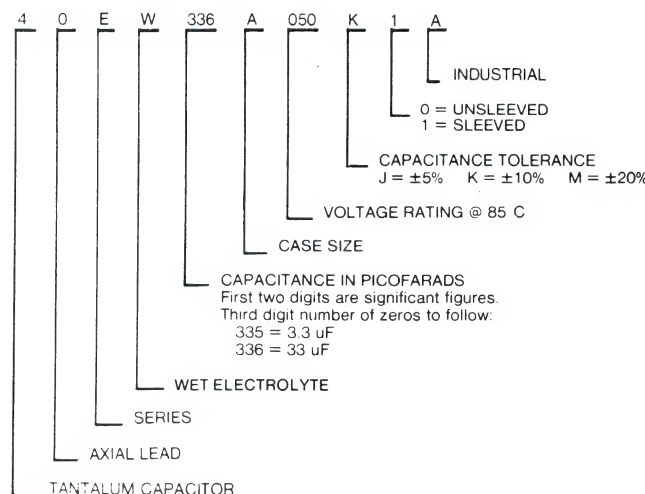 4 0 E W 336 A 050 K 1 A
INDUSTRIAL
0 = UNSLEEVED
1 = SLEEVED
CAPACITANCE TOLERANCE
J = ±5% K = ±10% M = ±20%
VOLTAGE RATING @ 85 C
CASE SIZE
CAPACITANCE IN PICOFARADS
First two digits are significant figures.
Third digit number of zeros to follow:
335 = 3.3 uF
336 = 33 uF
WET ELECTROLYTE
SERIES
AXIAL LEAD
TANTALUM CAPACITOR